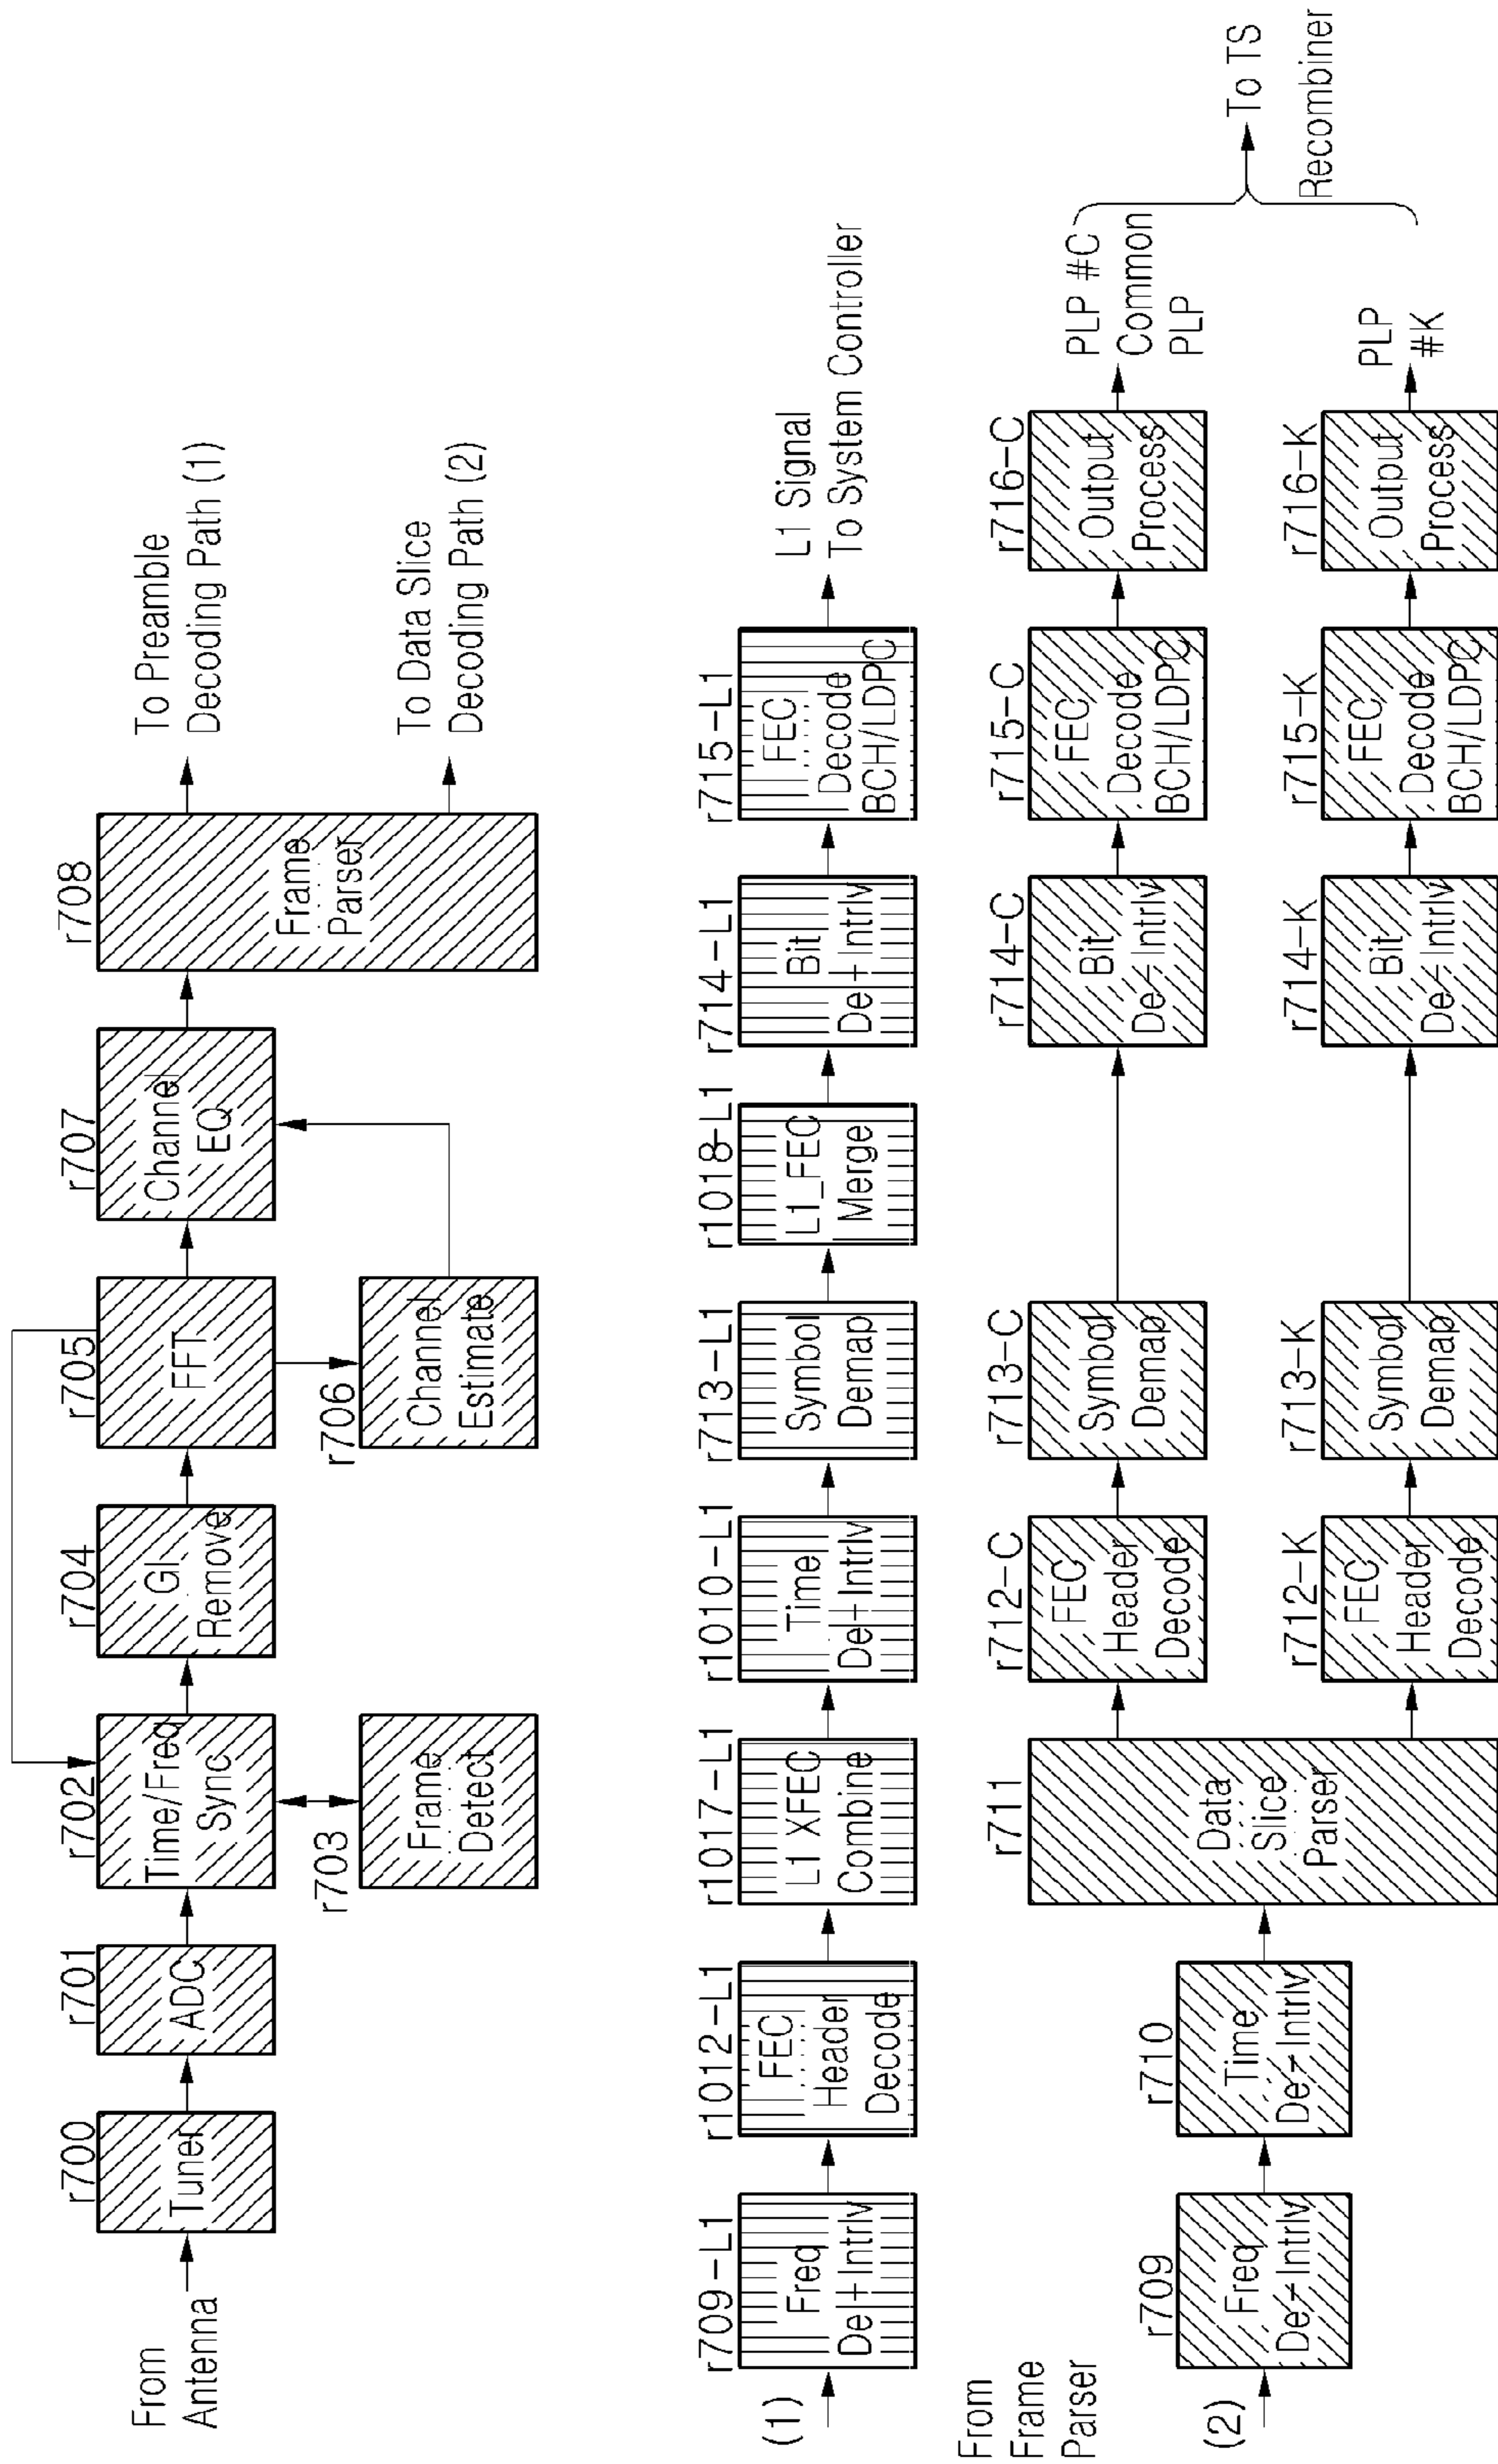 From
Antenna
r700
Tuner
r701
ADC
r702
Time/Freq
Sync
r703
Frame
Detect
r704
GI
Remove
r705
FFT
r706
Channel
Estimate
r707
Channel
EQ
r708
Frame
Parser
To Preamble
Decoding Path (1)
To Data Slice
Decoding Path (2)
(1)
r709-L1
Freq
De-Intrlv
r1012-L1
FEC
Header
Decode
r1017-L1
L1 XFEC
Combine
r1010-L1
Time
De-Intrlv
r713-L1
Symbol
Demap
r1018-L1
L1_FEC
Merge
r714-L1
Bit
De-Intrlv
r715-L1
FEC
Decode
BCH/LDPC
L1 Signal
To System Controller
From
Frame
Parser
(2)
r709
Freq
De-Intrlv
r710
Time
De-Intrlv
r711
Data
Slice
Parser
r712-C
FEC
Header
Decode
r713-C
Symbol
Demap
r714-C
Bit
De-Intrlv
r715-C
FEC
Decode
BCH/LDPC
r716-C
Output
Process
PLP #C
Common
PLP
r712-K
FEC
Header
Decode
r713-K
Symbol
Demap
r714-K
Bit
De-Intrlv
r715-K
FEC
Decode
BCH/LDPC
r716-K
Output
Process
PLP
#K
To TS
Recombiner